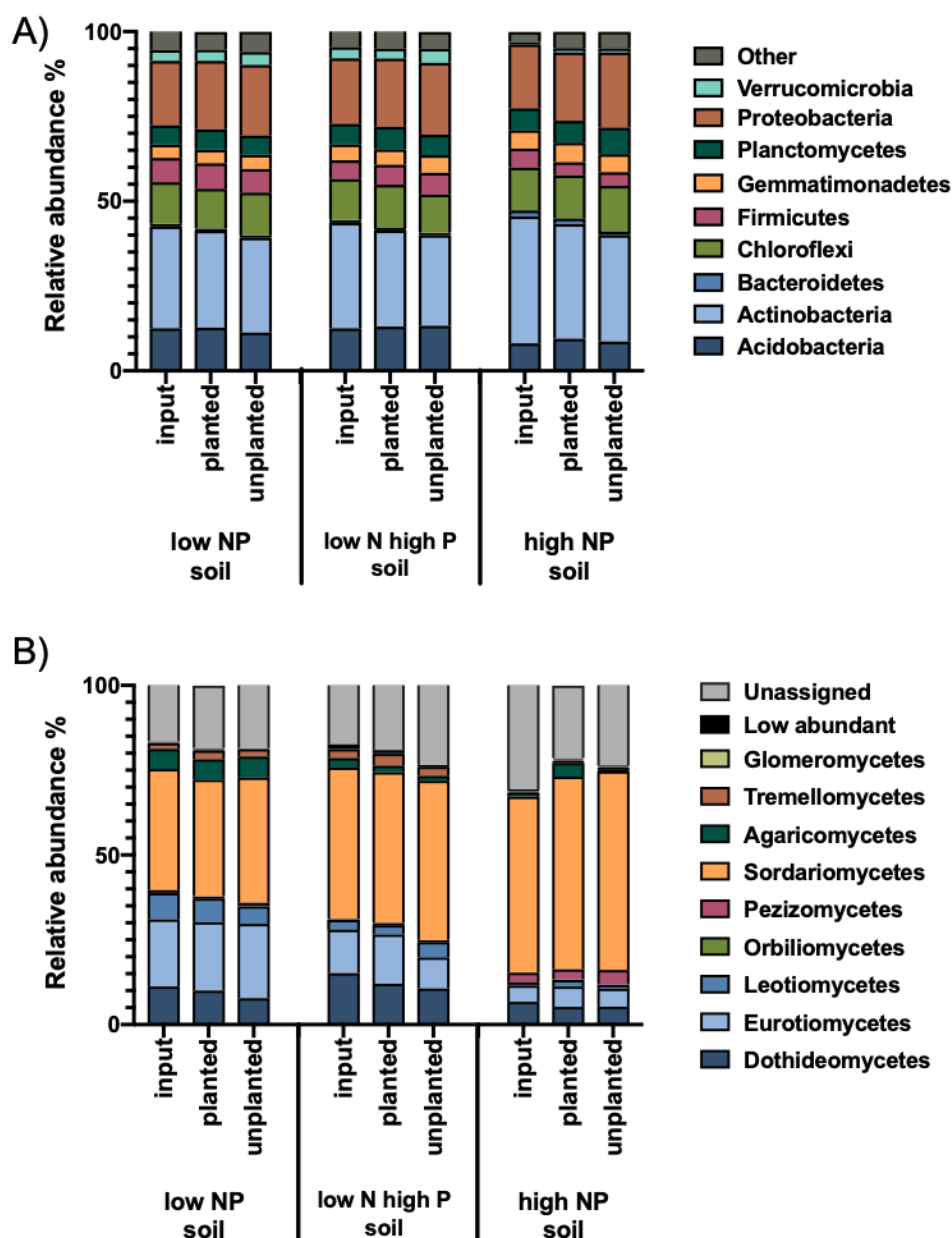 A)
Relative abundance %
100
50
0
input
planted
unplanted
input
planted
unplanted
input
planted
unplanted
low NP
soil
low N high P
soil
high NP
soil
Other
Verrucomicrobia
Proteobacteria
Planctomycetes
Gemmatimonadetes
Firmicutes
Chloroflexi
Bacteroidetes
Actinobacteria
Acidobacteria
B)
Relative abundance %
100
50
0
input
planted
unplanted
input
planted
unplanted
input
planted
unplanted
low NP
soil
low N high P
soil
high NP
soil
Unassigned
Low abundant
Glomeromycetes
Tremellomycetes
Agaricomycetes
Sordariomycetes
Pezizomycetes
Orbiliomycetes
Leotiomycetes
Eurotiomycetes
Dothideomycetes